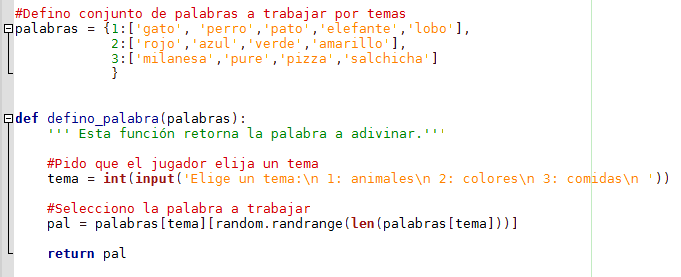 #Defino conjunto de palabras a trabajar por temas
palabras = {1:['gato', 'perro','pato','elefante','lobo'],
            2:['rojo','azul','verde','amarillo'],
            3:['milanesa','pure','pizza','salchicha']
            }
def defino_palabra(palabras):
    ''' Esta función retorna la palabra a adivinar.'''
    #Pido que el jugador elija un tema
    tema = int(input('Elige un tema:\n 1: animales\n 2: colores\n 3: comidas\n '))
    #Selecciono la palabra a trabajar
    pal = palabras[tema][random.randrange(len(palabras[tema]))]
    return pal